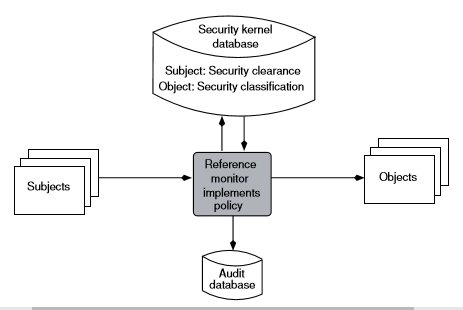 Security kernel
database
Subject: Security clearance
Object: Security classification
Subjects
Reference
monitor
implements
policy
Objects
Audit
database